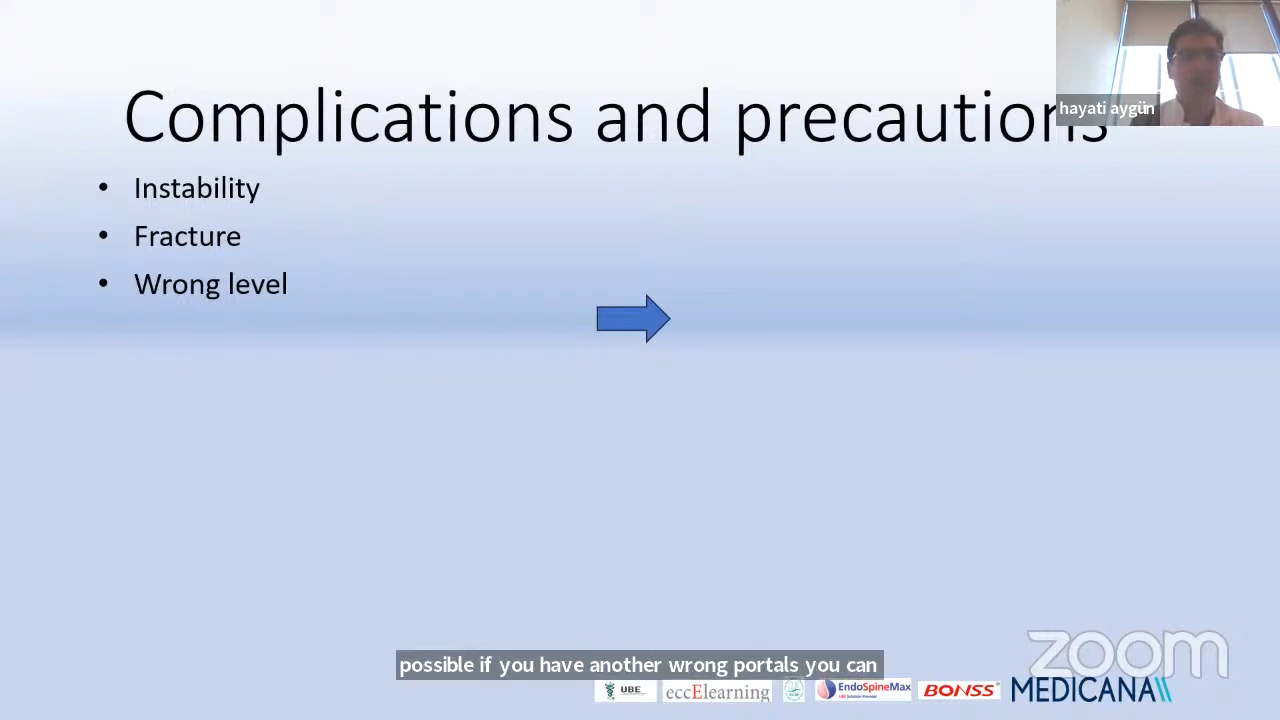 Complications and precautions
hayati aygün
• Instability
• Fracture
• Wrong level
possible if you have another wrong portals you can
zoom
UBE
eccElearning
EndoSpineMax
BONSS
MEDICANA